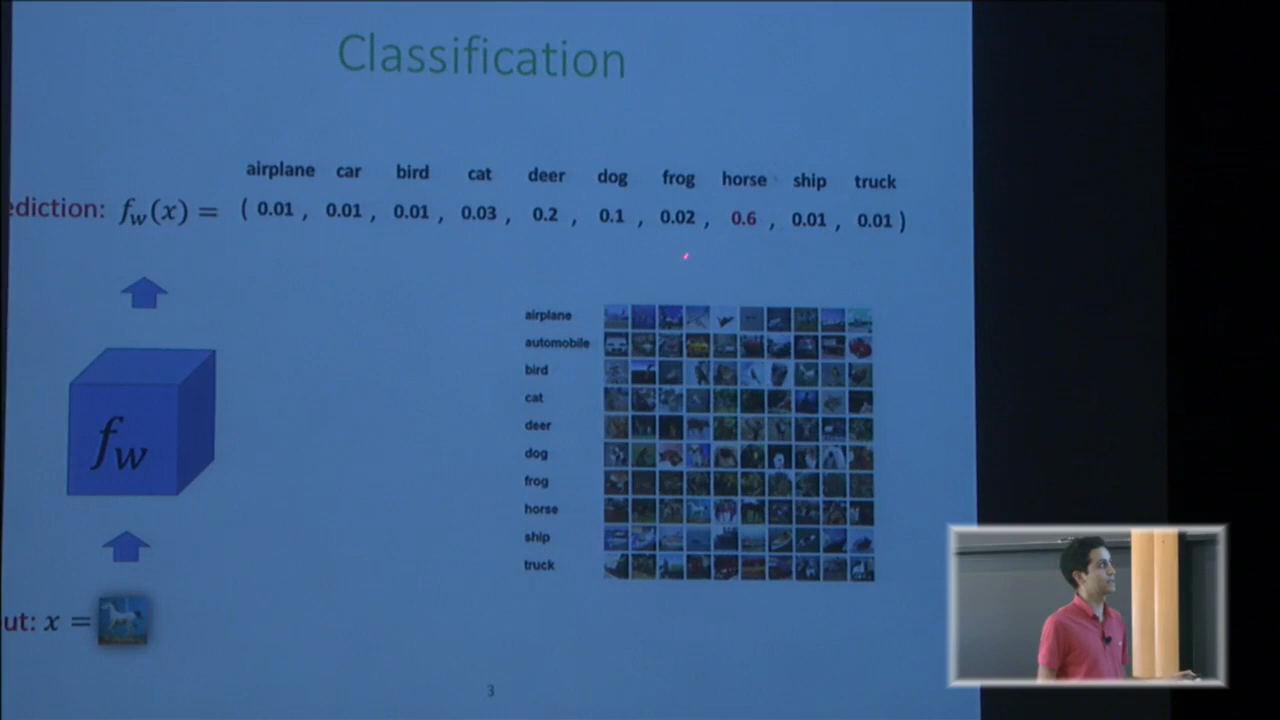 Classification
airplane car bird cat deer dog frog horse ship truck
ediction: f_w(x) = ( 0.01 , 0.01 , 0.01 , 0.03 , 0.2 , 0.1 , 0.02 , 0.6 , 0.01 , 0.01 )
airplane
automobile
bird
cat
deer
f_w
dog
frog
horse
ship
truck
ut: x =
3